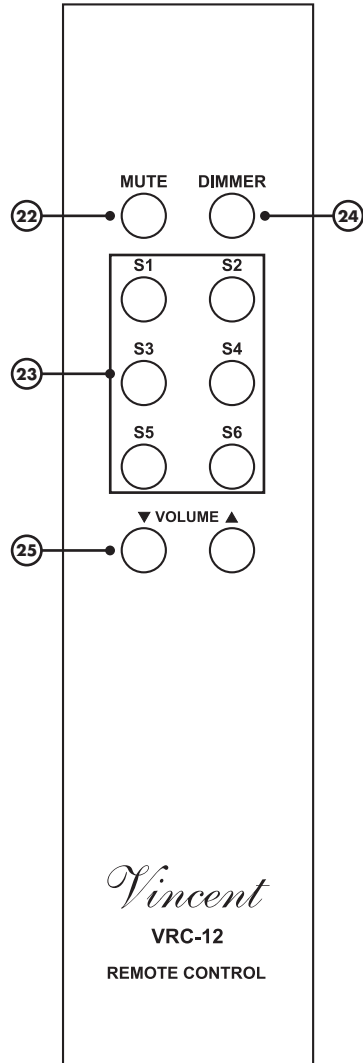 MUTE DIMMER
22 24
S1 S2
S3 S4
23
S5 S6
▼ VOLUME ▲
25
Vincent
VRC-12
REMOTE CONTROL